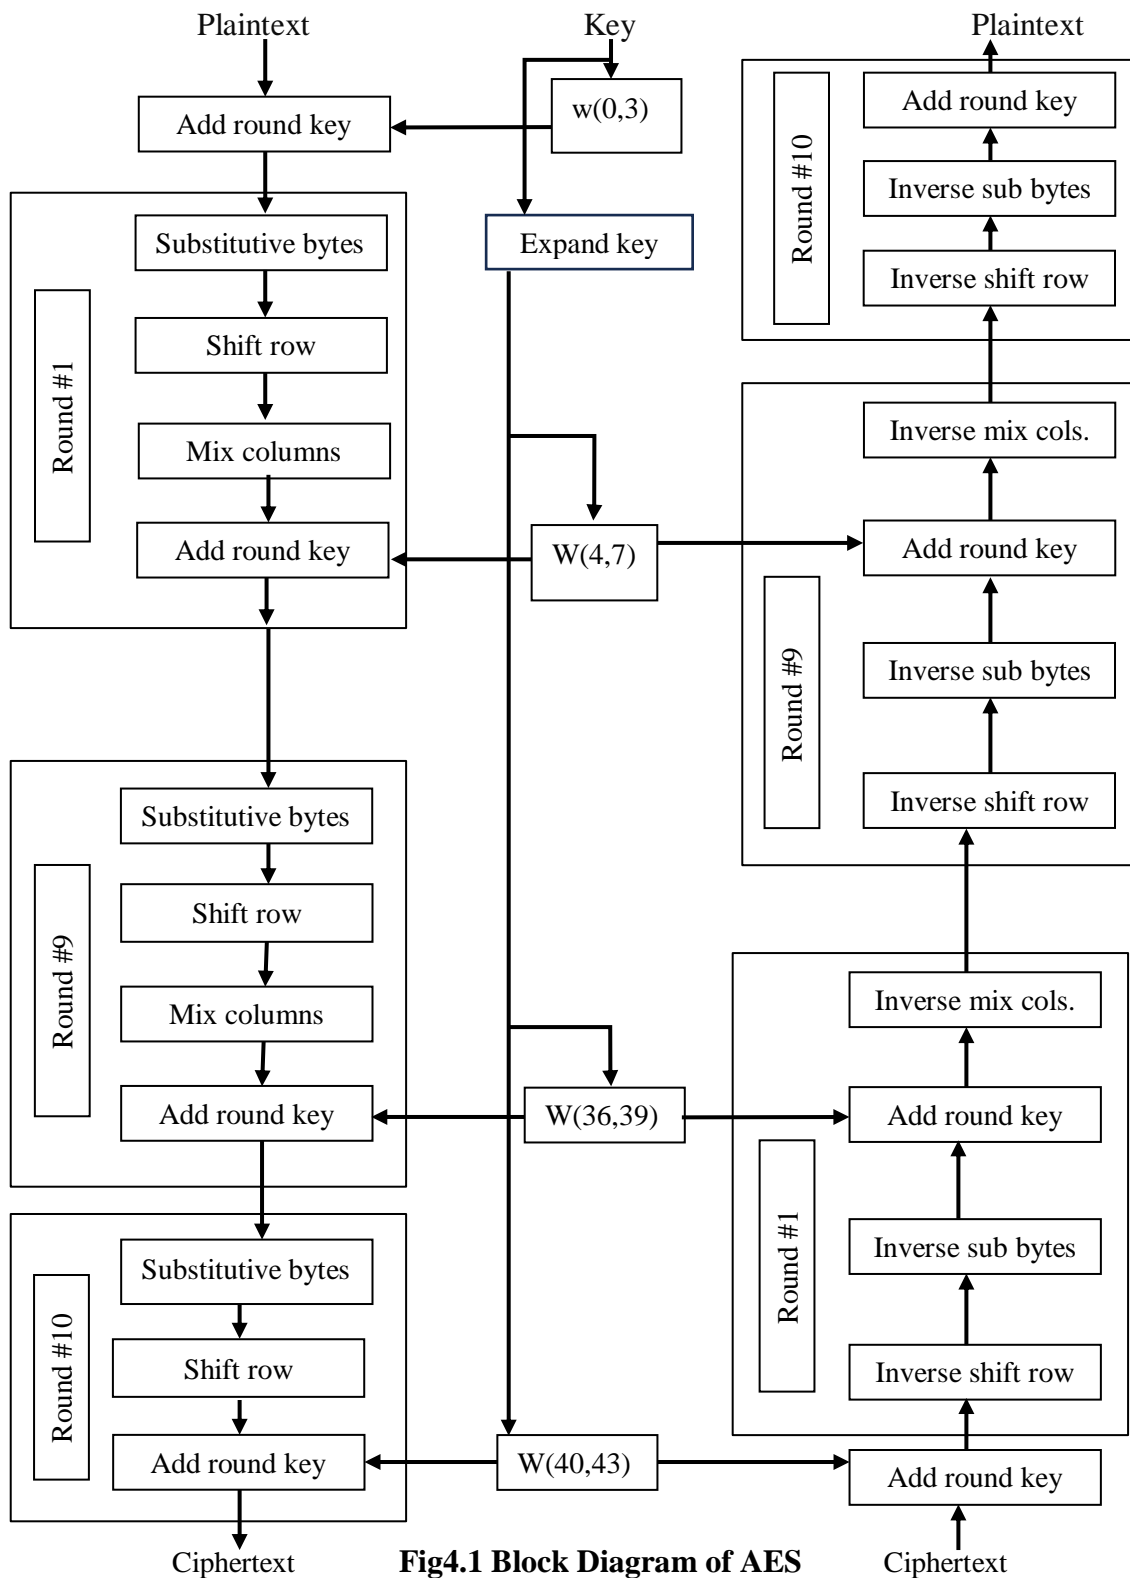 Plaintext
Key
Plaintext
Add round key
w(0,3)
Round #1
Substitutive bytes
Shift row
Mix columns
Add round key
Round #9
Substitutive bytes
Shift row
Mix columns
Add round key
Round #10
Substitutive bytes
Shift row
Add round key
Ciphertext
Expand key
W(4,7)
W(36,39)
W(40,43)
Round #10
Add round key
Inverse sub bytes
Inverse shift row
Round #9
Inverse mix cols.
Add round key
Inverse sub bytes
Inverse shift row
Round #1
Inverse mix cols.
Add round key
Inverse sub bytes
Inverse shift row
Add round key
Ciphertext
Fig4.1 Block Diagram of AES